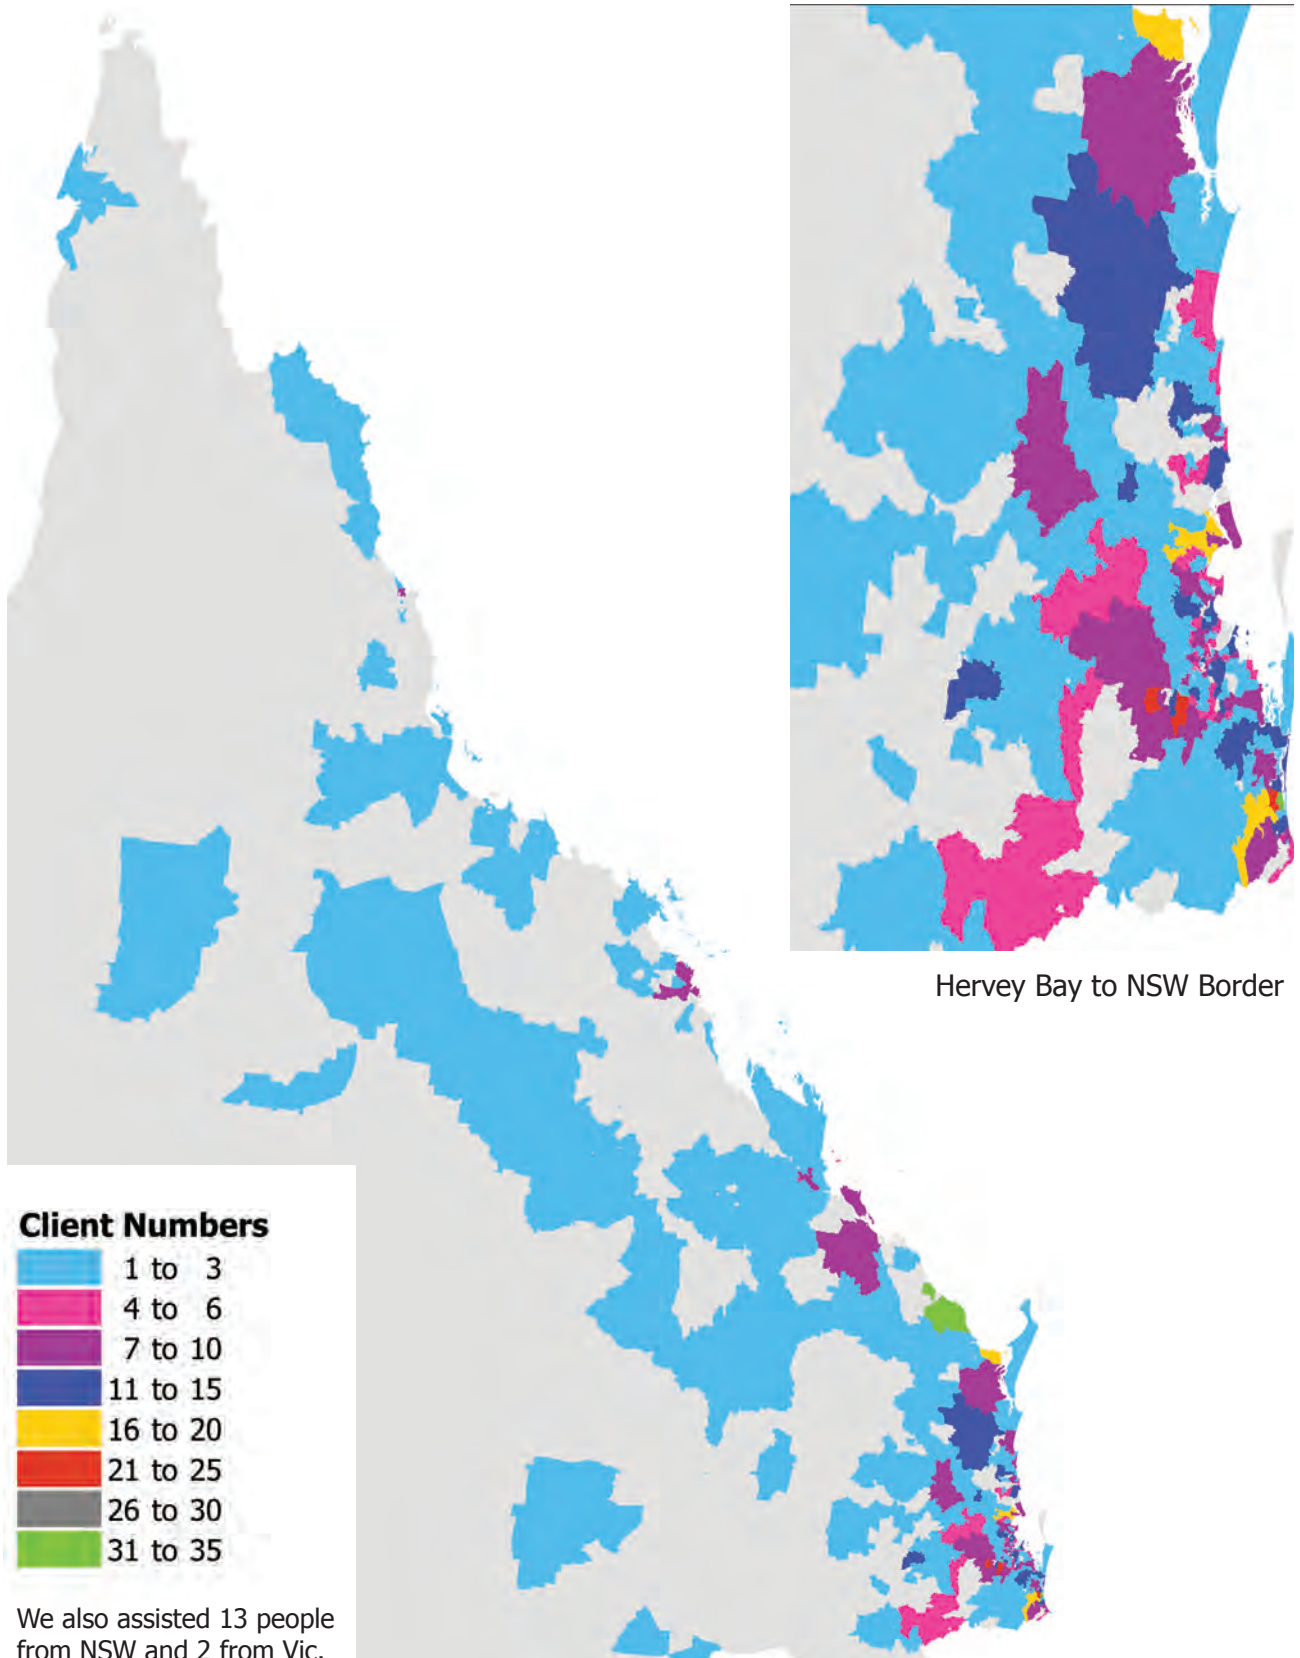 Hervey Bay to NSW Border
Client Numbers
1 to 3
4 to 6
7 to 10
11 to 15
16 to 20
21 to 25
26 to 30
31 to 35
We also assisted 13 people
from NSW and 2 from Vic.